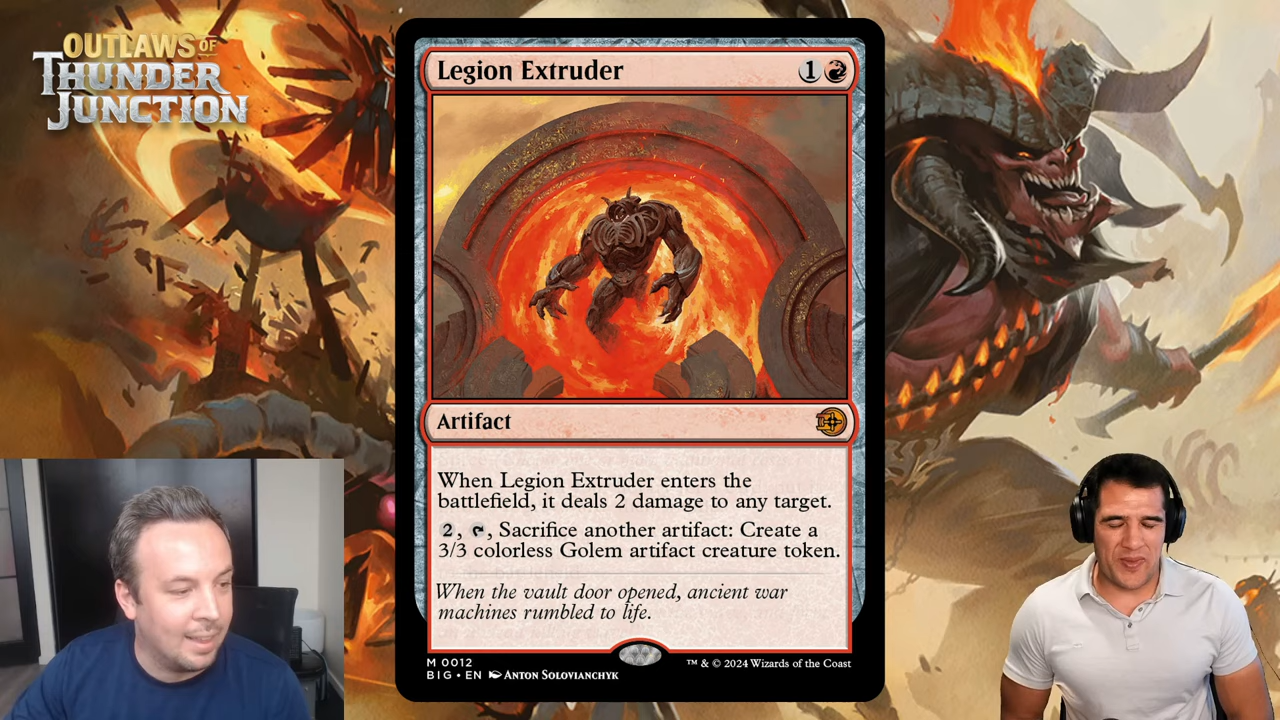 OUTLAWS OF
THUNDER
JUNCTION
Legion Extruder 1
Artifact
When Legion Extruder enters the
battlefield, it deals 2 damage to any target.
2, , Sacrifice another artifact: Create a
3/3 colorless Golem artifact creature token.
When the vault door opened, ancient war
machines rumbled to life.
M 0012
BIG • EN ANTON SOLOVIANCHYK
™ & © 2024 Wizards of the Coast